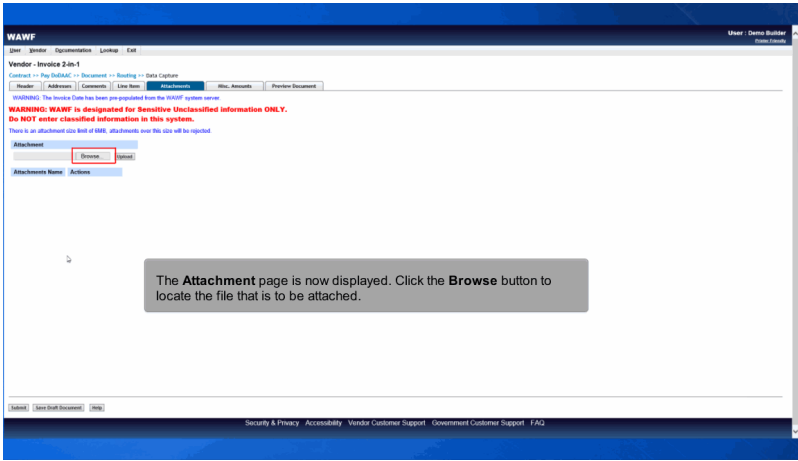 WAWF
User : Demo Builder
Printer Friendly
User Vendor Documentation Lookup Exit
Vendor - Invoice 2-in-1
Contract >> Pay DoDAAC >> Document >> Routing >> Data Capture
Header Addresses Comments Line Item Attachments Misc. Amounts Preview Document
WARNING: The Invoice Date has been pre-populated from the WAWF system server.
WARNING: WAWF is designated for Sensitive Unclassified information ONLY.
Do NOT enter classified information in this system.
There is an attachment size limit of 6MB, attachments over this size will be rejected.
Attachment
Browse... Upload
Attachments Name Actions
The Attachment page is now displayed. Click the Browse button to
locate the file that is to be attached.
Submit Save Draft Document Help
Security & Privacy Accessibility Vendor Customer Support Government Customer Support FAQ